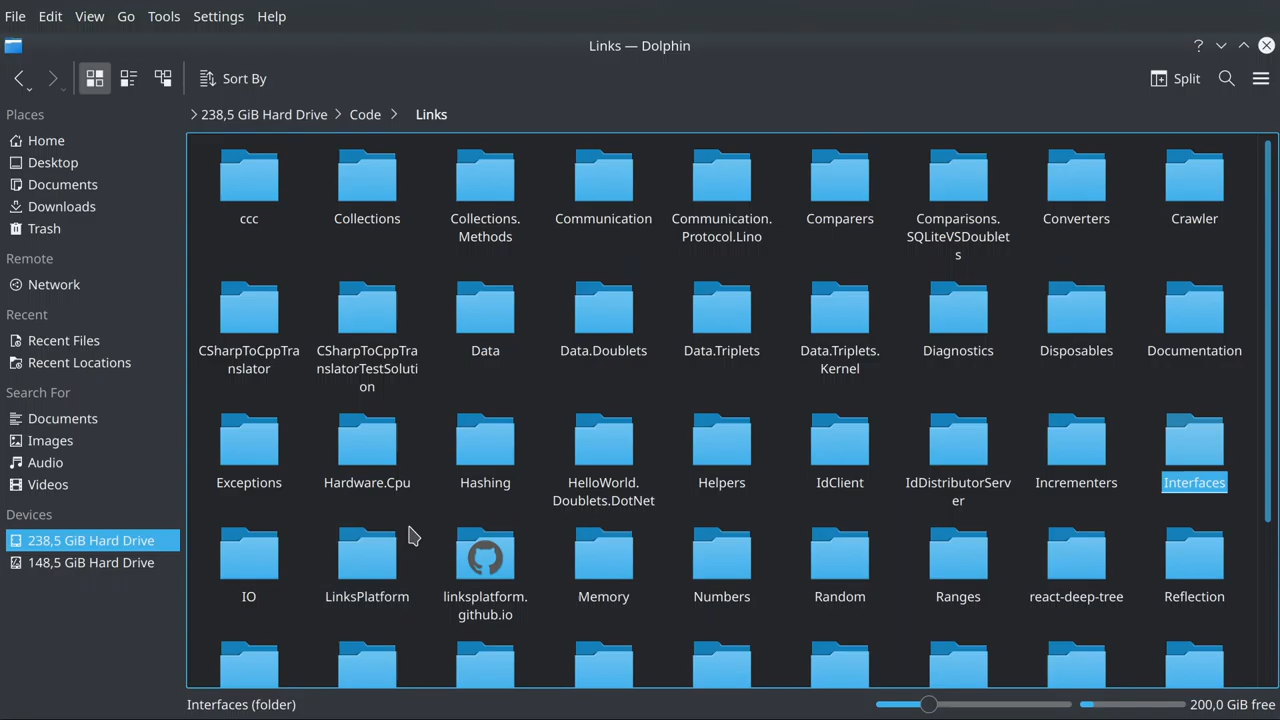 File Edit View Go Tools Settings Help
Links — Dolphin
Sort By
Split
Places
238,5 GiB Hard Drive Code Links
Home
Desktop
Documents
Downloads
Trash
Remote
Network
Recent
Recent Files
Recent Locations
Search For
Documents
Images
Audio
Videos
Devices
238,5 GiB Hard Drive
148,5 GiB Hard Drive
ccc
Collections
Collections.
Methods
Communication
Communication.
Protocol.Lino
Comparers
Comparisons.
SQLiteVSDoublet
s
Converters
Crawler
CSharpToCppTra
nslator
CSharpToCppTra
nslatorTestSoluti
on
Data
Data.Doublets
Data.Triplets
Data.Triplets.
Kernel
Diagnostics
Disposables
Documentation
Exceptions
Hardware.Cpu
Hashing
HelloWorld.
Doublets.DotNet
Helpers
IdClient
IdDistributorServ
er
Incrementers
Interfaces
IO
LinksPlatform
linksplatform.
github.io
Memory
Numbers
Random
Ranges
react-deep-tree
Reflection
Interfaces (folder)
200,0 GiB free